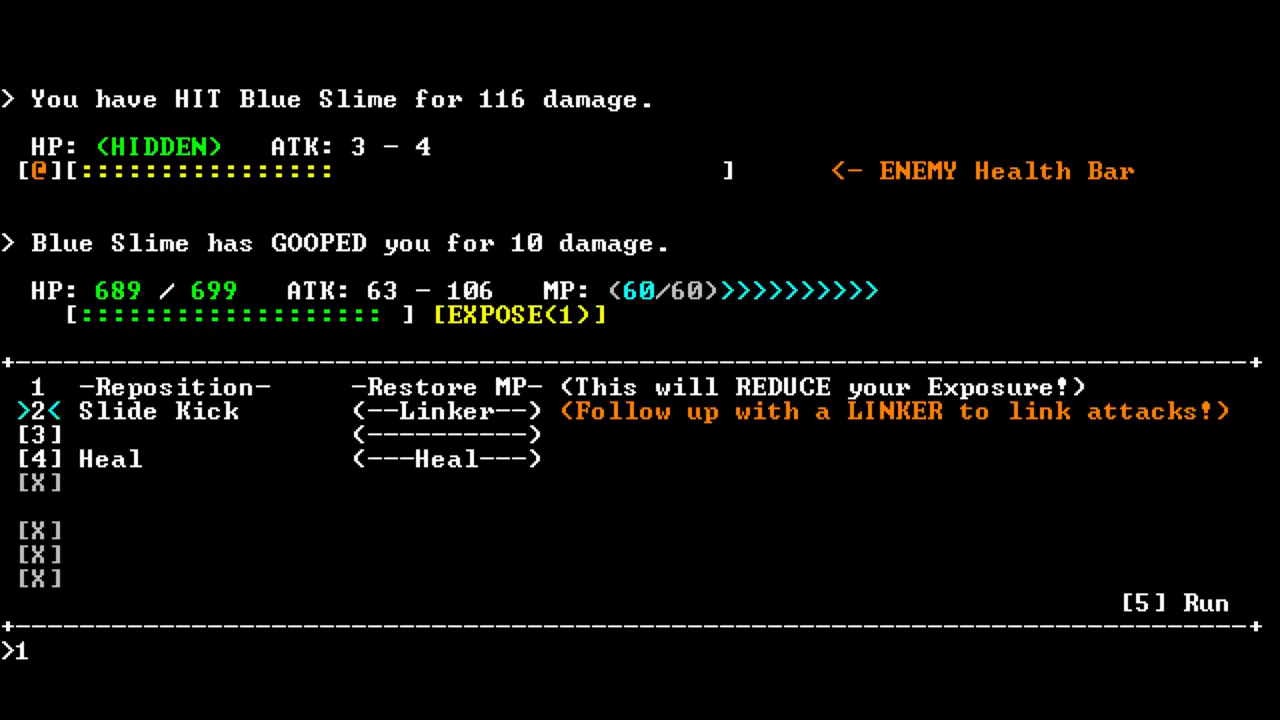 > You have HIT Blue Slime for 116 damage.
HP: (HIDDEN)   ATK: 3 - 4
[@][::::::::::::::::                         ]      <- ENEMY Health Bar
> Blue Slime has GOOPED you for 10 damage.
HP: 689 / 699   ATK: 63 - 106   MP: (60/60)>>>>>>>>>>
[::::::::::::::::::: ] [EXPOSE(1)]
+------------------------------------------------------------------------------+
1  -Reposition-     -Restore MP- (This will REDUCE your Exposure!)
>2< Slide Kick       (--Linker--) (Follow up with a LINKER to link attacks!)
[3]                  (----------)
[4] Heal             (---Heal---)
[X]
[X]
[X]
[X]
[5] Run
+------------------------------------------------------------------------------+
>1